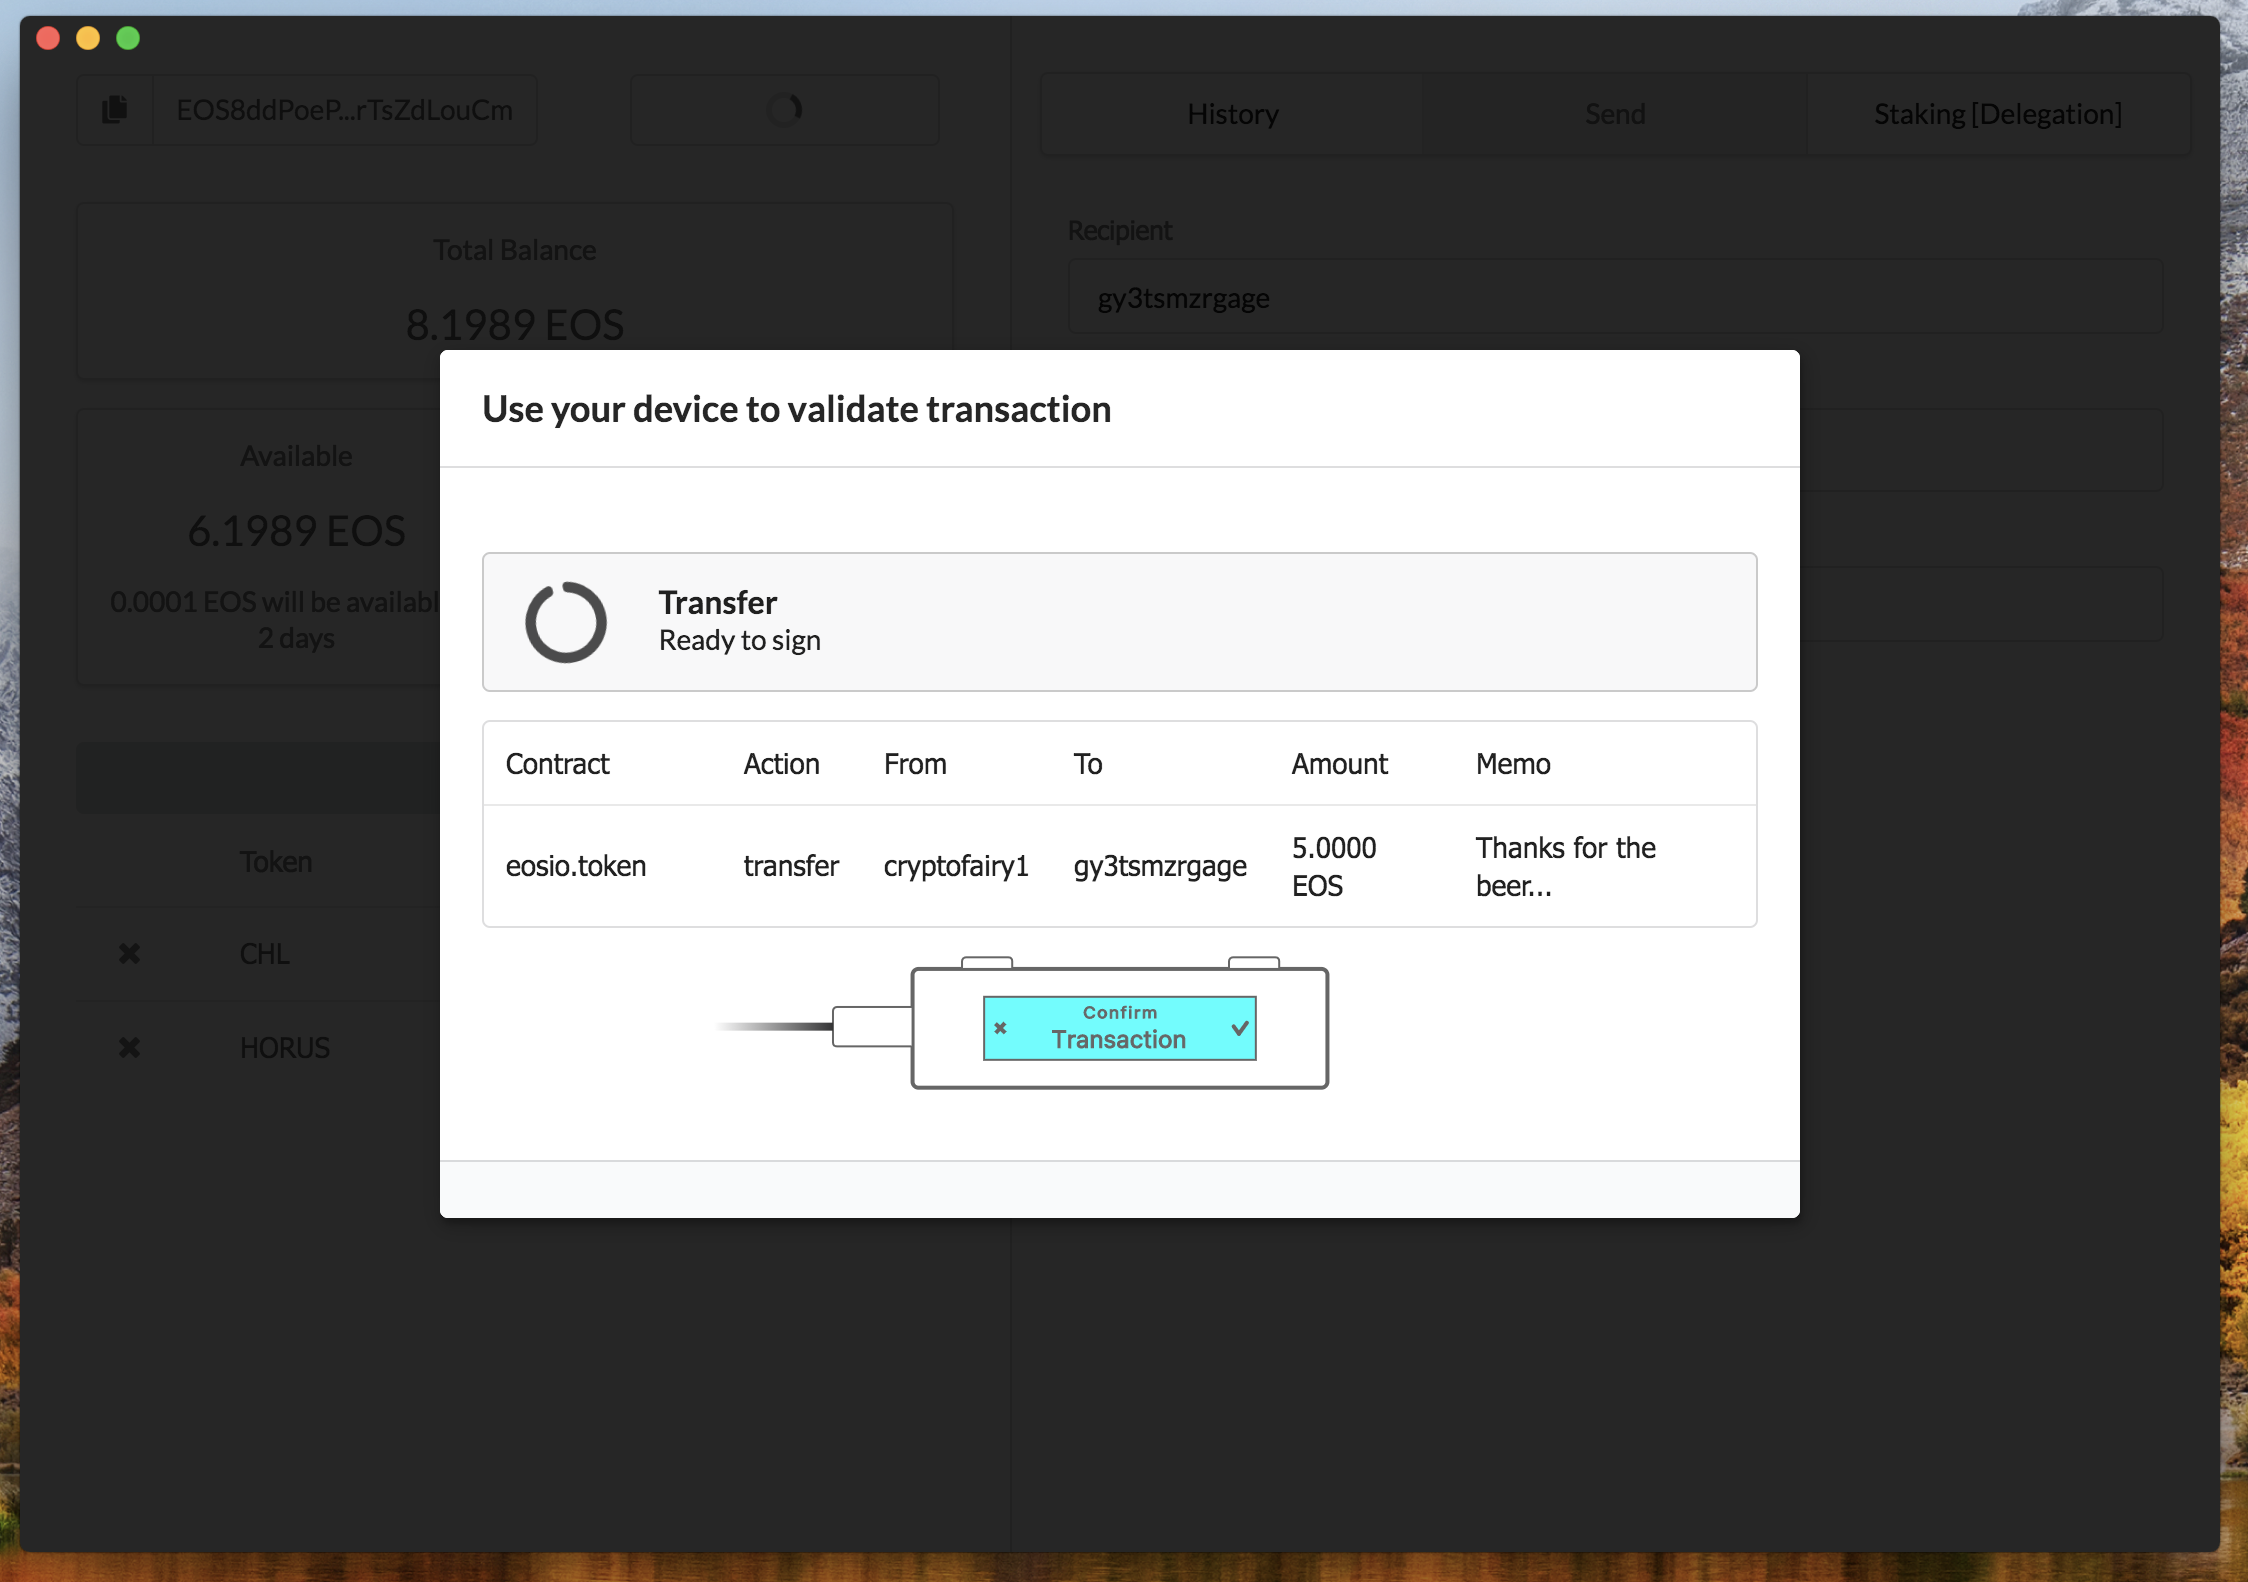 EOS8ddPoeP...rTsZdLouCm
History
Send
Staking [Delegation]
Total Balance
8.1989 EOS
Recipient
gy3tsmzrgage
Available
6.1989 EOS
0.0001 EOS will be
2 days
Token
CHL
HORUS
Use your device to validate transaction
Transfer
Ready to sign
Contract Action From To Amount Memo
eosio.token transfer cryptofairy1 gy3tsmzrgage 5.0000 EOS Thanks for the beer...
Confirm
Transaction